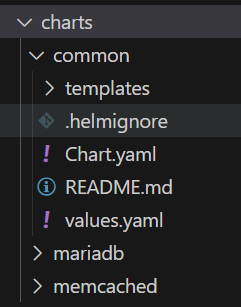 charts
common
templates
.helmignore
Chart.yaml
README.md
values.yaml
mariadb
memcached